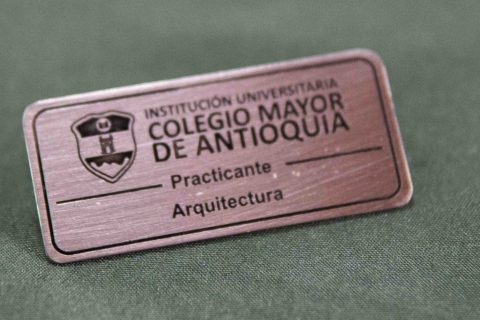 INSTITUCIÓN UNIVERSITARIA
COLEGIO MAYOR
DE ANTIOQUIA
Practicante
Arquitectura